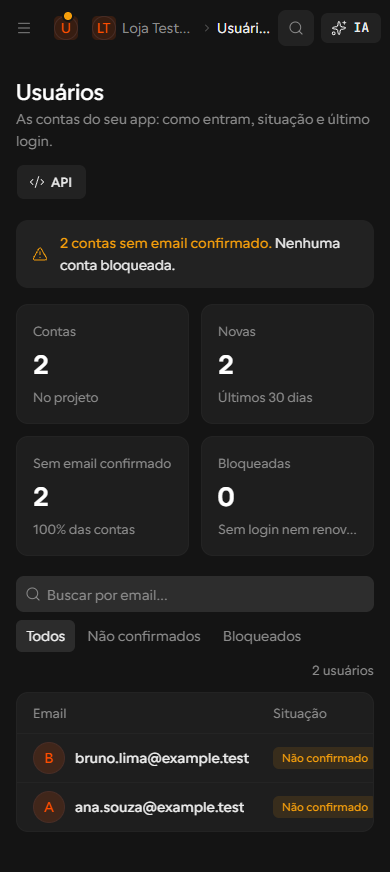 U LT Loja Test... > Usuári... IA
Usuários
As contas do seu app: como entram, situação e último
login.
</> API
2 contas sem email confirmado. Nenhuma
conta bloqueada.
Contas Novas
2 2
No projeto Últimos 30 dias
Sem email confirmado Bloqueadas
2 0
100% das contas Sem login nem renov...
Buscar por email...
Todos Não confirmados Bloqueados
2 usuários
Email Situação
B bruno.lima@example.test Não confirmado
A ana.souza@example.test Não confirmado